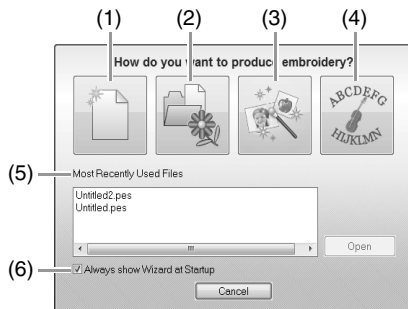 (1) (2) (3) (4)
How do you want to produce embroidery?
ABCDEFG
HIJKLMN
(5) Most Recently Used Files
Untitled2.pes
Untitled.pes
Open
(6) Always show Wizard at Startup
Cancel